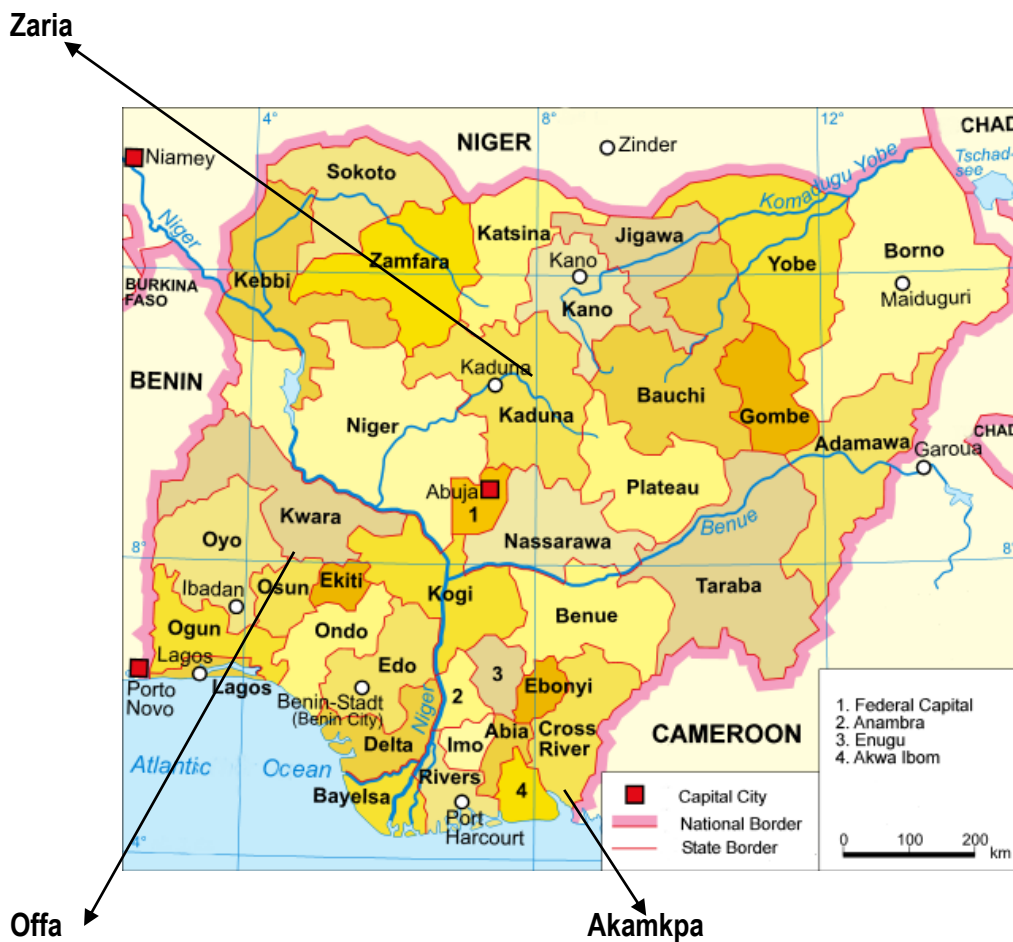 Zaria
4°
8°
12°
CHAD
NIGER
Zinder
Niamey
Tschad-
see
Sokoto
Komadugu Yobe
Niger
Katsina
Jigawa
Borno
Kano
Yobe
Zamfara
Kebbi
BURKINA
FASO
Maiduguri
Kano
Kaduna
BENIN
Bauchi
Kaduna
Gombe
Niger
CHAD
Adamawa
Garoua
Abuja
Plateau
1
Kwara
Benue
Oyo
Nassarawa
8°
8°
Ibadan
Osun
Ekiti
Kogi
Taraba
Benue
Ogun
Ondo
Lagos
Edo
3
Porto
Novo
Lagos
Benin-Stadt
(Benin City)
Niger
2
Ebonyi
Abia
Cross
River
CAMEROON
Delta
Imo
Atlantic Ocean
Rivers
Bayelsa
4
Port
Harcourt
4°
1. Federal Capital
2. Anambra
3. Enugu
4. Akwa Ibom
Capital City
National Border
State Border
0 100 200
km
Offa
Akamkpa